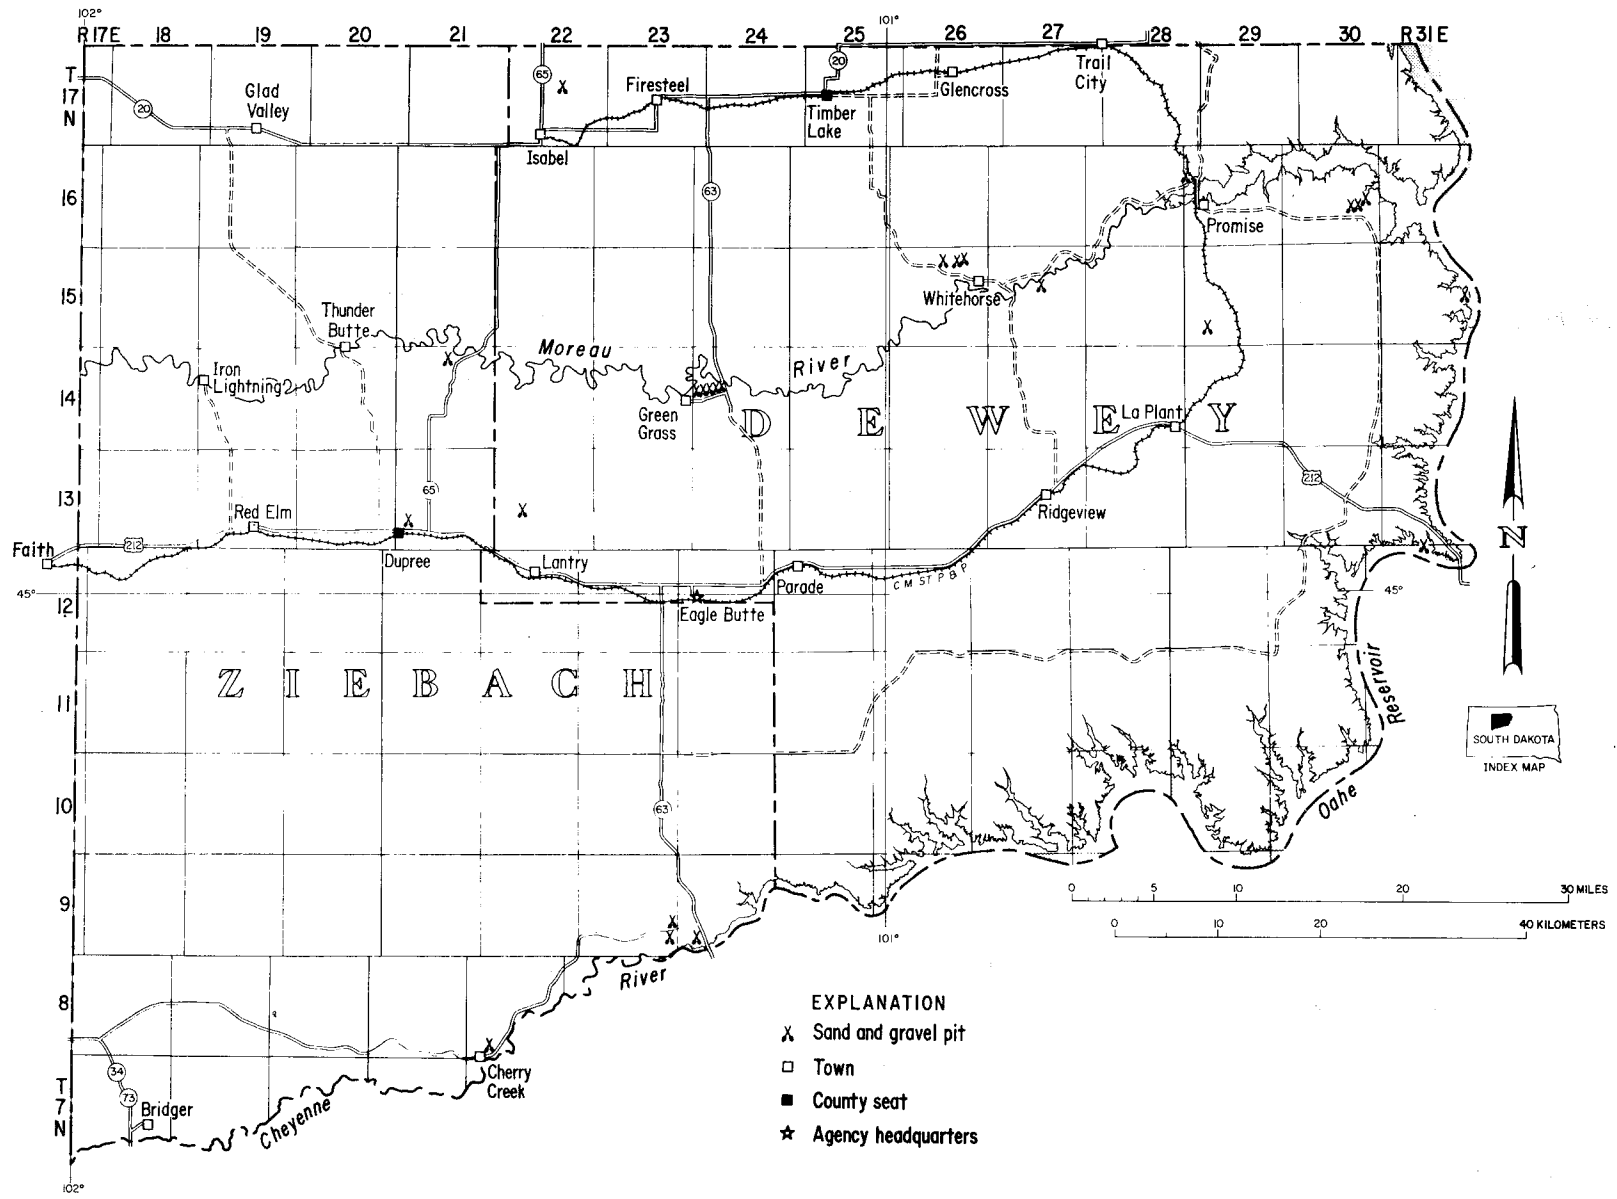 102°
101°
R 17E 18 19 20 21 22 23 24 25 26 27 28 29 30 R 31 E
T
17
N
20
Glad
Valley
65
Isabel
Firesteel
20
Timber
Lake
Glencross
Trail
City
16
63
Promise
15
Whitehorse
Thunder
Butte
Moreau
River
Iron
Lightning
14
Green
Grass
D E W E Y
La Plant
13
65
212
Red Elm
Ridgeview
N
Faith
212
Dupree
Lantry
Parade
C M ST P & P
45°
12
Eagle Butte
45°
Z I E B A C H
11
Reservoir
SOUTH DAKOTA
INDEX MAP
10
63
Oahe
9
0 5 10 20 30 MILES
0 10 20 40 KILOMETERS
101°
River
8
EXPLANATION
Sand and gravel pit
Town
County seat
Agency headquarters
34
73
T
7
N
Cherry
Creek
Bridger
Cheyenne
102°